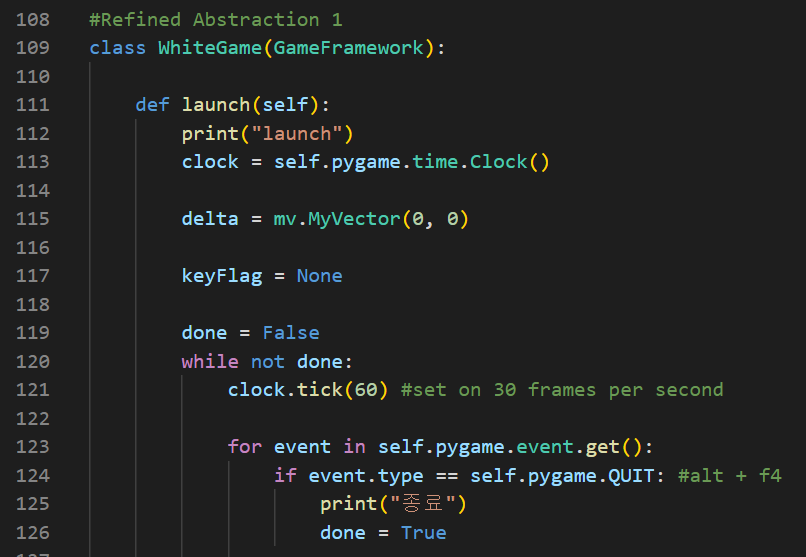 108 #Refined Abstraction 1
109 class WhiteGame(GameFramework):
110
111 def launch(self):
112 print("launch")
113 clock = self.pygame.time.Clock()
114
115 delta = mv.MyVector(0, 0)
116
117 keyFlag = None
118
119 done = False
120 while not done:
121 clock.tick(60) #set on 30 frames per second
122
123 for event in self.pygame.event.get():
124 if event.type == self.pygame.QUIT: #alt + f4
125 print("종료")
126 done = True